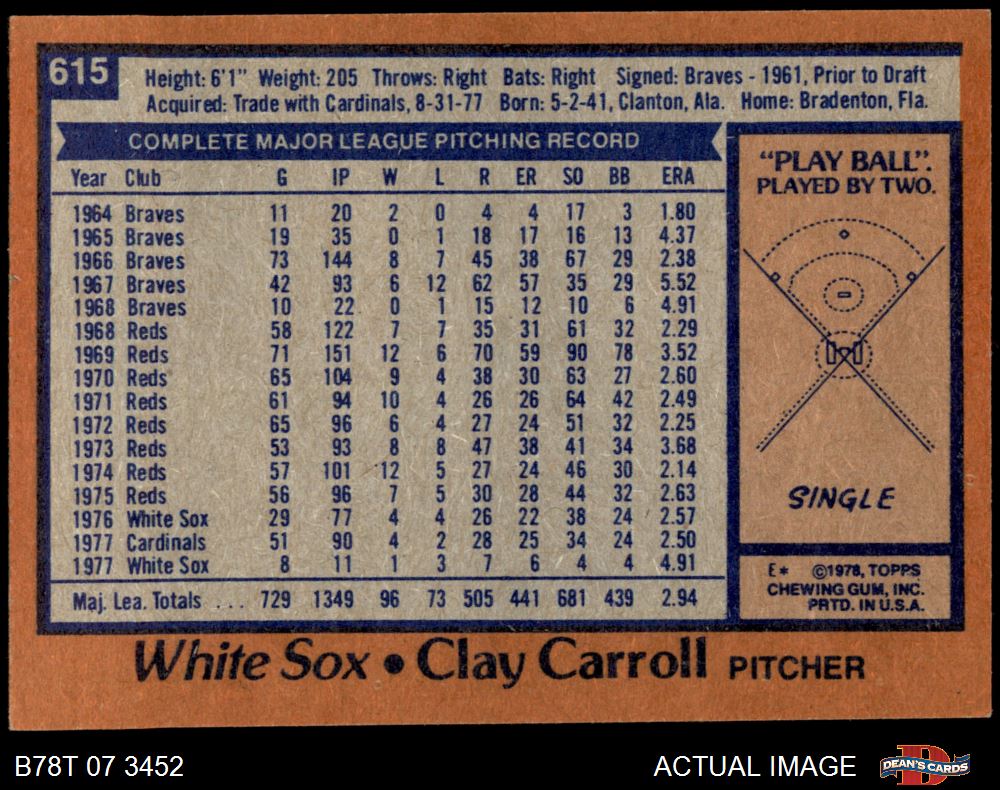 615
Height: 6'1" Weight: 205 Throws: Right Bats: Right Signed: Braves - 1961, Prior to Draft
Acquired: Trade with Cardinals, 8-31-77 Born: 5-2-41, Clanton, Ala. Home: Bradenton, Fla.
COMPLETE MAJOR LEAGUE PITCHING RECORD
Year Club G IP W L R ER SO BB ERA
1964 Braves 11 20 2 0 4 4 17 3 1.80
1965 Braves 19 35 0 1 18 17 16 13 4.37
1966 Braves 73 144 8 7 45 38 67 29 2.38
1967 Braves 42 93 6 12 62 57 35 29 5.52
1968 Braves 10 22 0 1 15 12 10 6 4.91
1968 Reds 58 122 7 7 35 31 61 32 2.29
1969 Reds 71 151 12 6 70 59 90 78 3.52
1970 Reds 65 104 9 4 38 30 63 27 2.60
1971 Reds 61 94 10 4 26 26 64 42 2.49
1972 Reds 65 96 6 4 27 24 51 32 2.25
1973 Reds 53 93 8 8 47 38 41 34 3.68
1974 Reds 57 101 12 5 27 24 46 30 2.14
1975 Reds 56 96 7 5 30 28 44 32 2.63
1976 White Sox 29 77 4 4 26 22 38 24 2.57
1977 Cardinals 51 90 4 2 28 25 34 24 2.50
1977 White Sox 8 11 1 3 7 6 4 4 4.91
Maj. Lea. Totals ... 729 1349 96 73 505 441 681 439 2.94
"PLAY BALL".
PLAYED BY TWO.
SINGLE
E* ©1978, TOPPS
CHEWING GUM, INC.
PRTD. IN U.S.A.
White Sox • Clay Carroll PITCHER
B78T 07 3452
ACTUAL IMAGE
D
DEAN'S CARDS